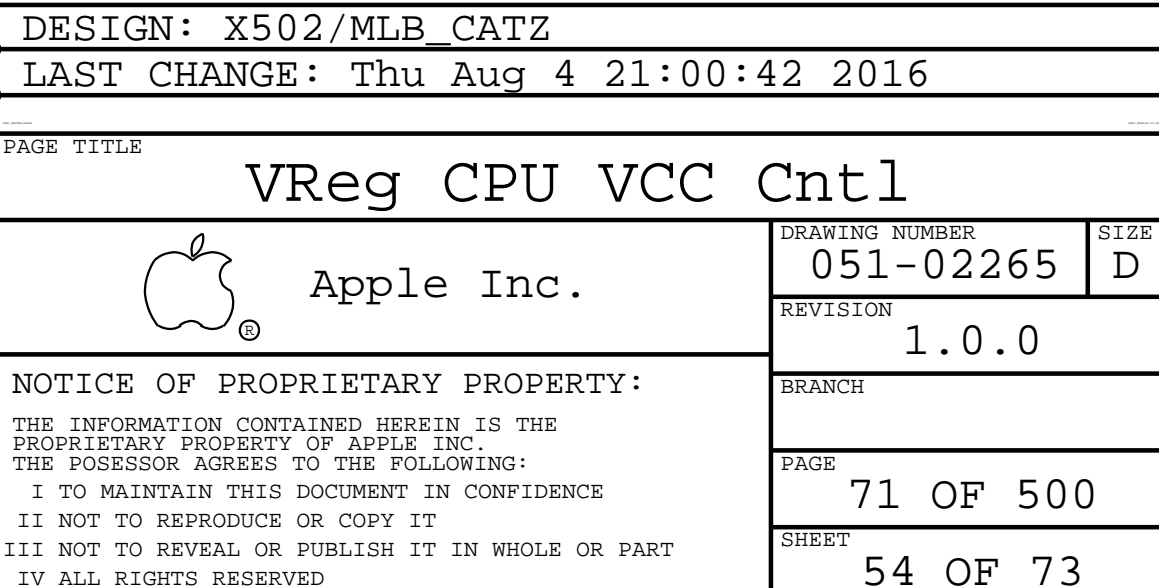 DESIGN: X502/MLB_CATZ
LAST CHANGE: Thu Aug 4 21:00:42 2016
PAGE TITLE
VReg CPU VCC Cntl
Apple Inc.
®
DRAWING NUMBER
051-02265
SIZE
D
REVISION
1.0.0
NOTICE OF PROPRIETARY PROPERTY:
BRANCH
THE INFORMATION CONTAINED HEREIN IS THE
PROPRIETARY PROPERTY OF APPLE INC.
THE POSESSOR AGREES TO THE FOLLOWING:
I TO MAINTAIN THIS DOCUMENT IN CONFIDENCE
II NOT TO REPRODUCE OR COPY IT
III NOT TO REVEAL OR PUBLISH IT IN WHOLE OR PART
IV ALL RIGHTS RESERVED
PAGE
71 OF 500
SHEET
54 OF 73